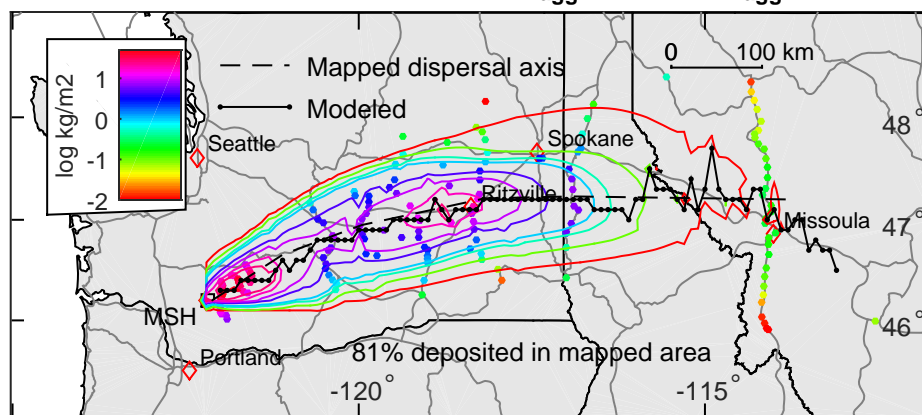 0 100 km
Mapped dispersal axis
Modeled
log kg/m2
1
0
-1
-2
Seattle
Spokane
48°
Ritzville
Missoula
47°
MSH
46°
Portland
81% deposited in mapped area
-120°
-115°